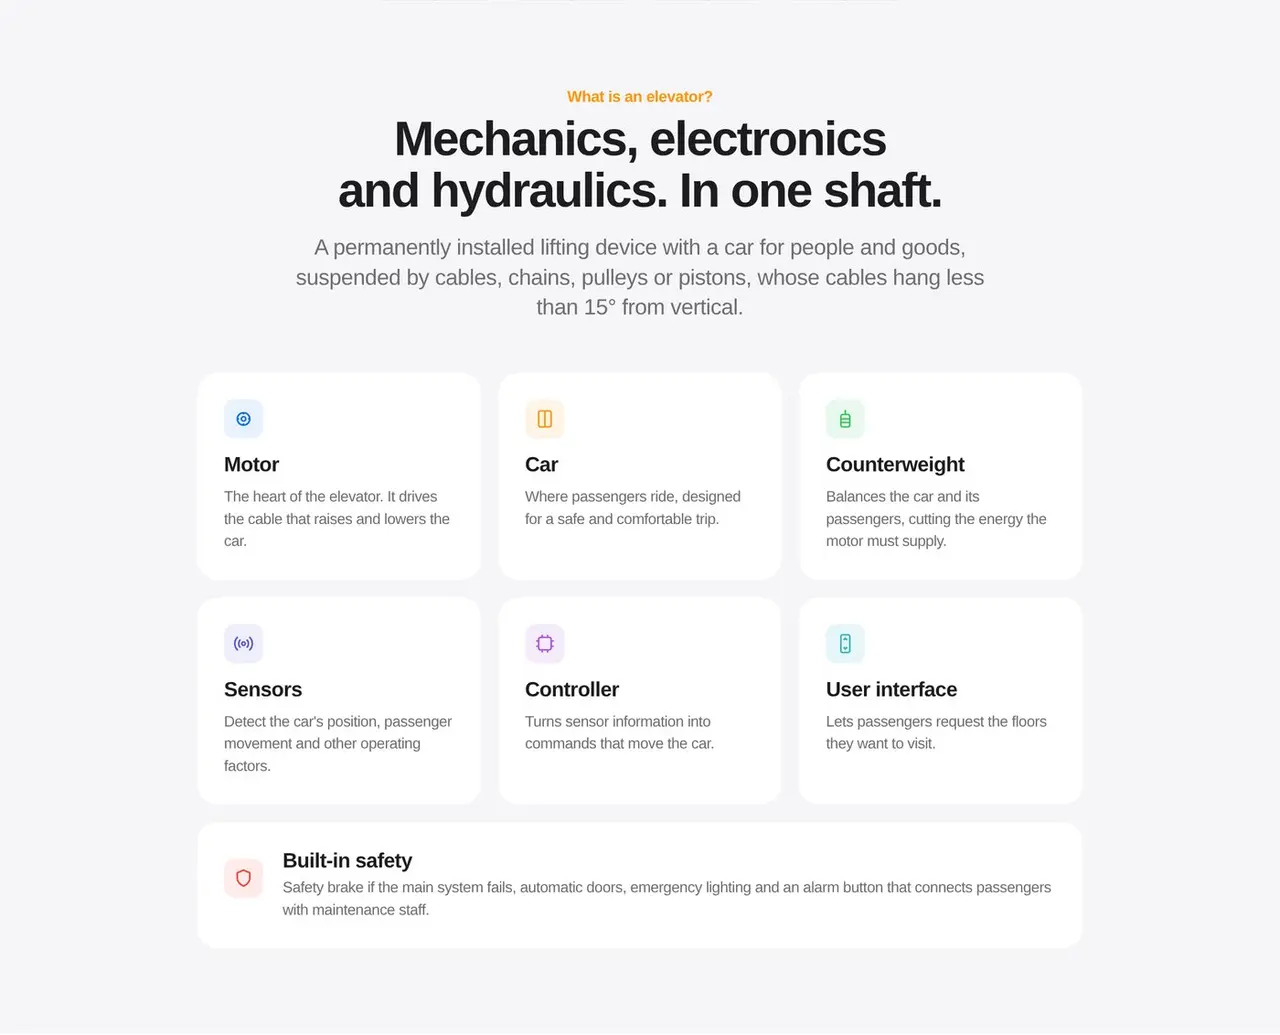 What is an elevator?
Mechanics, electronics
and hydraulics. In one shaft.
A permanently installed lifting device with a car for people and goods,
suspended by cables, chains, pulleys or pistons, whose cables hang less
than 15° from vertical.
Motor
The heart of the elevator. It drives
the cable that raises and lowers the
car.
Car
Where passengers ride, designed
for a safe and comfortable trip.
Counterweight
Balances the car and its
passengers, cutting the energy the
motor must supply.
Sensors
Detect the car's position, passenger
movement and other operating
factors.
Controller
Turns sensor information into
commands that move the car.
User interface
Lets passengers request the floors
they want to visit.
Built-in safety
Safety brake if the main system fails, automatic doors, emergency lighting and an alarm button that connects passengers
with maintenance staff.